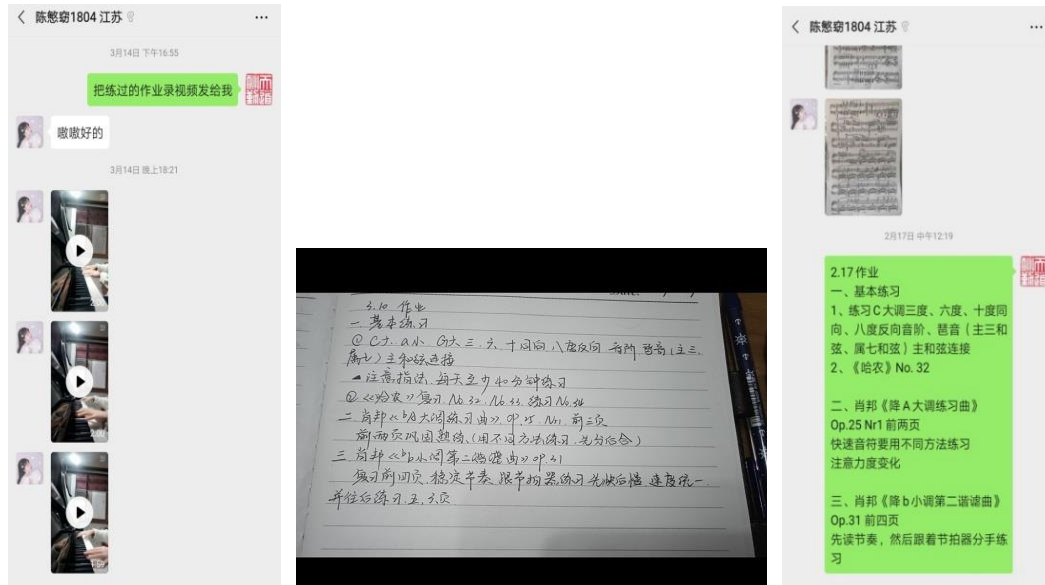 陈慜窈1804 江苏
3月14日 下午16:55
把练过的作业录视频发给我
嗷嗷好的
3月14日 晚上18:21
2:00
3.10 作业
一. 基本练习
① C大. a小. G大 三. 六. 十同向. 八度反向 音阶. 琶音(主三.
属七) 主和弦连接
注意指法. 每天至少40分钟练习
② 《哈农》复习. No.32. No.33. 练习No.34
二. 肖邦《bA大调练习曲》op.25. Nr1. 前三页
前两页巩固熟练. (用不同方法练习. 先分后合)
三. 肖邦《b小调第二谐谑曲》op.31
复习前四页. 稳定节奏. 跟节拍器练习 先快后慢 速度统一.
并往后练习. 五. 六页
陈慜窈1804 江苏
2月17日 中午12:19
2.17 作业
一、基本练习
1、练习C大调三度、六度、十度同
向、八度反向音阶、琶音（主三和
弦、属七和弦）主和弦连接
2、《哈农》No. 32
二、肖邦《降A大调练习曲》
Op.25 Nr1 前两页
快速音符要用不同方法练习
注意力度变化
三、肖邦《降b小调第二谐谑曲》
Op.31 前四页
先读节奏，然后跟着节拍器分手练
习